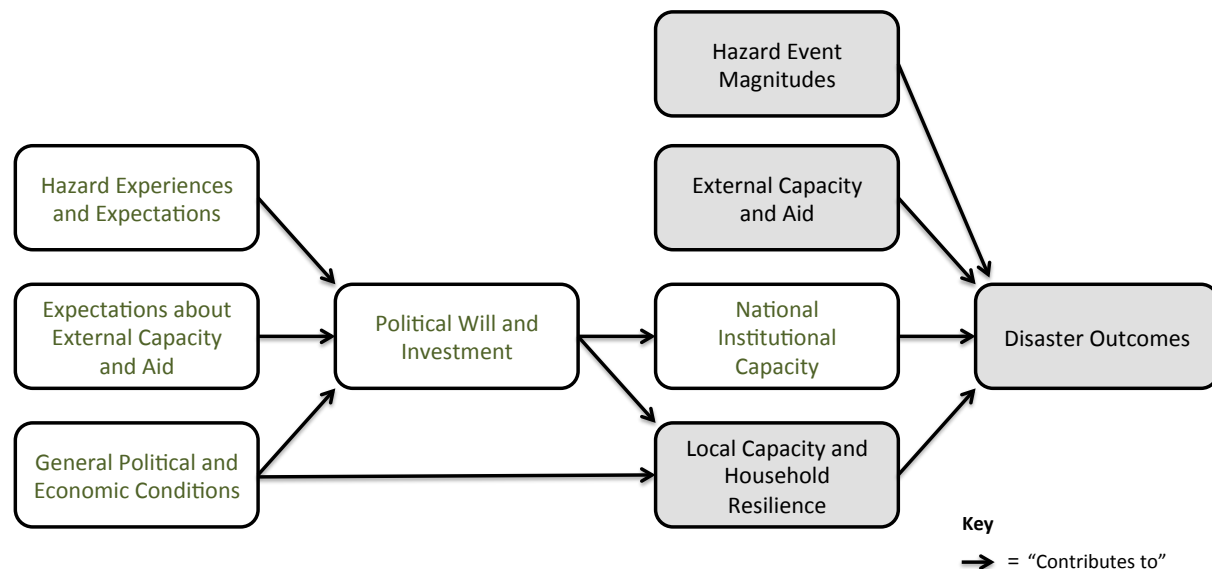 Hazard Event
Magnitudes
Hazard Experiences
and Expectations
External Capacity
and Aid
Expectations about
External Capacity
and Aid
Political Will and
Investment
National
Institutional
Capacity
Disaster Outcomes
General Political and
Economic Conditions
Local Capacity and
Household
Resilience
Key
= “Contributes to”